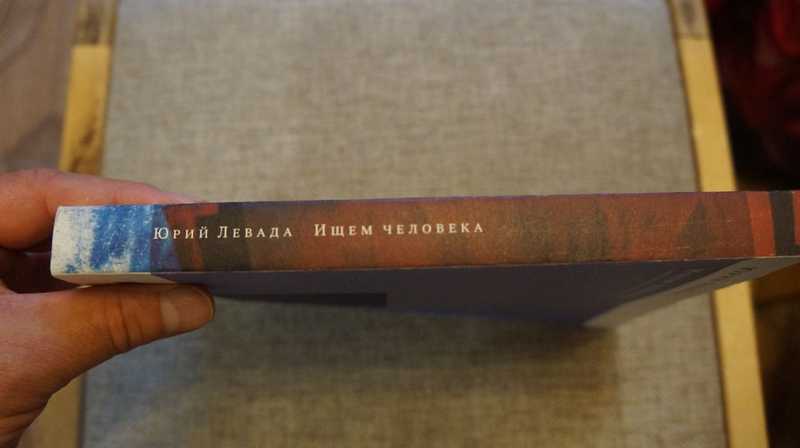 Юрий Левада Ищем человека